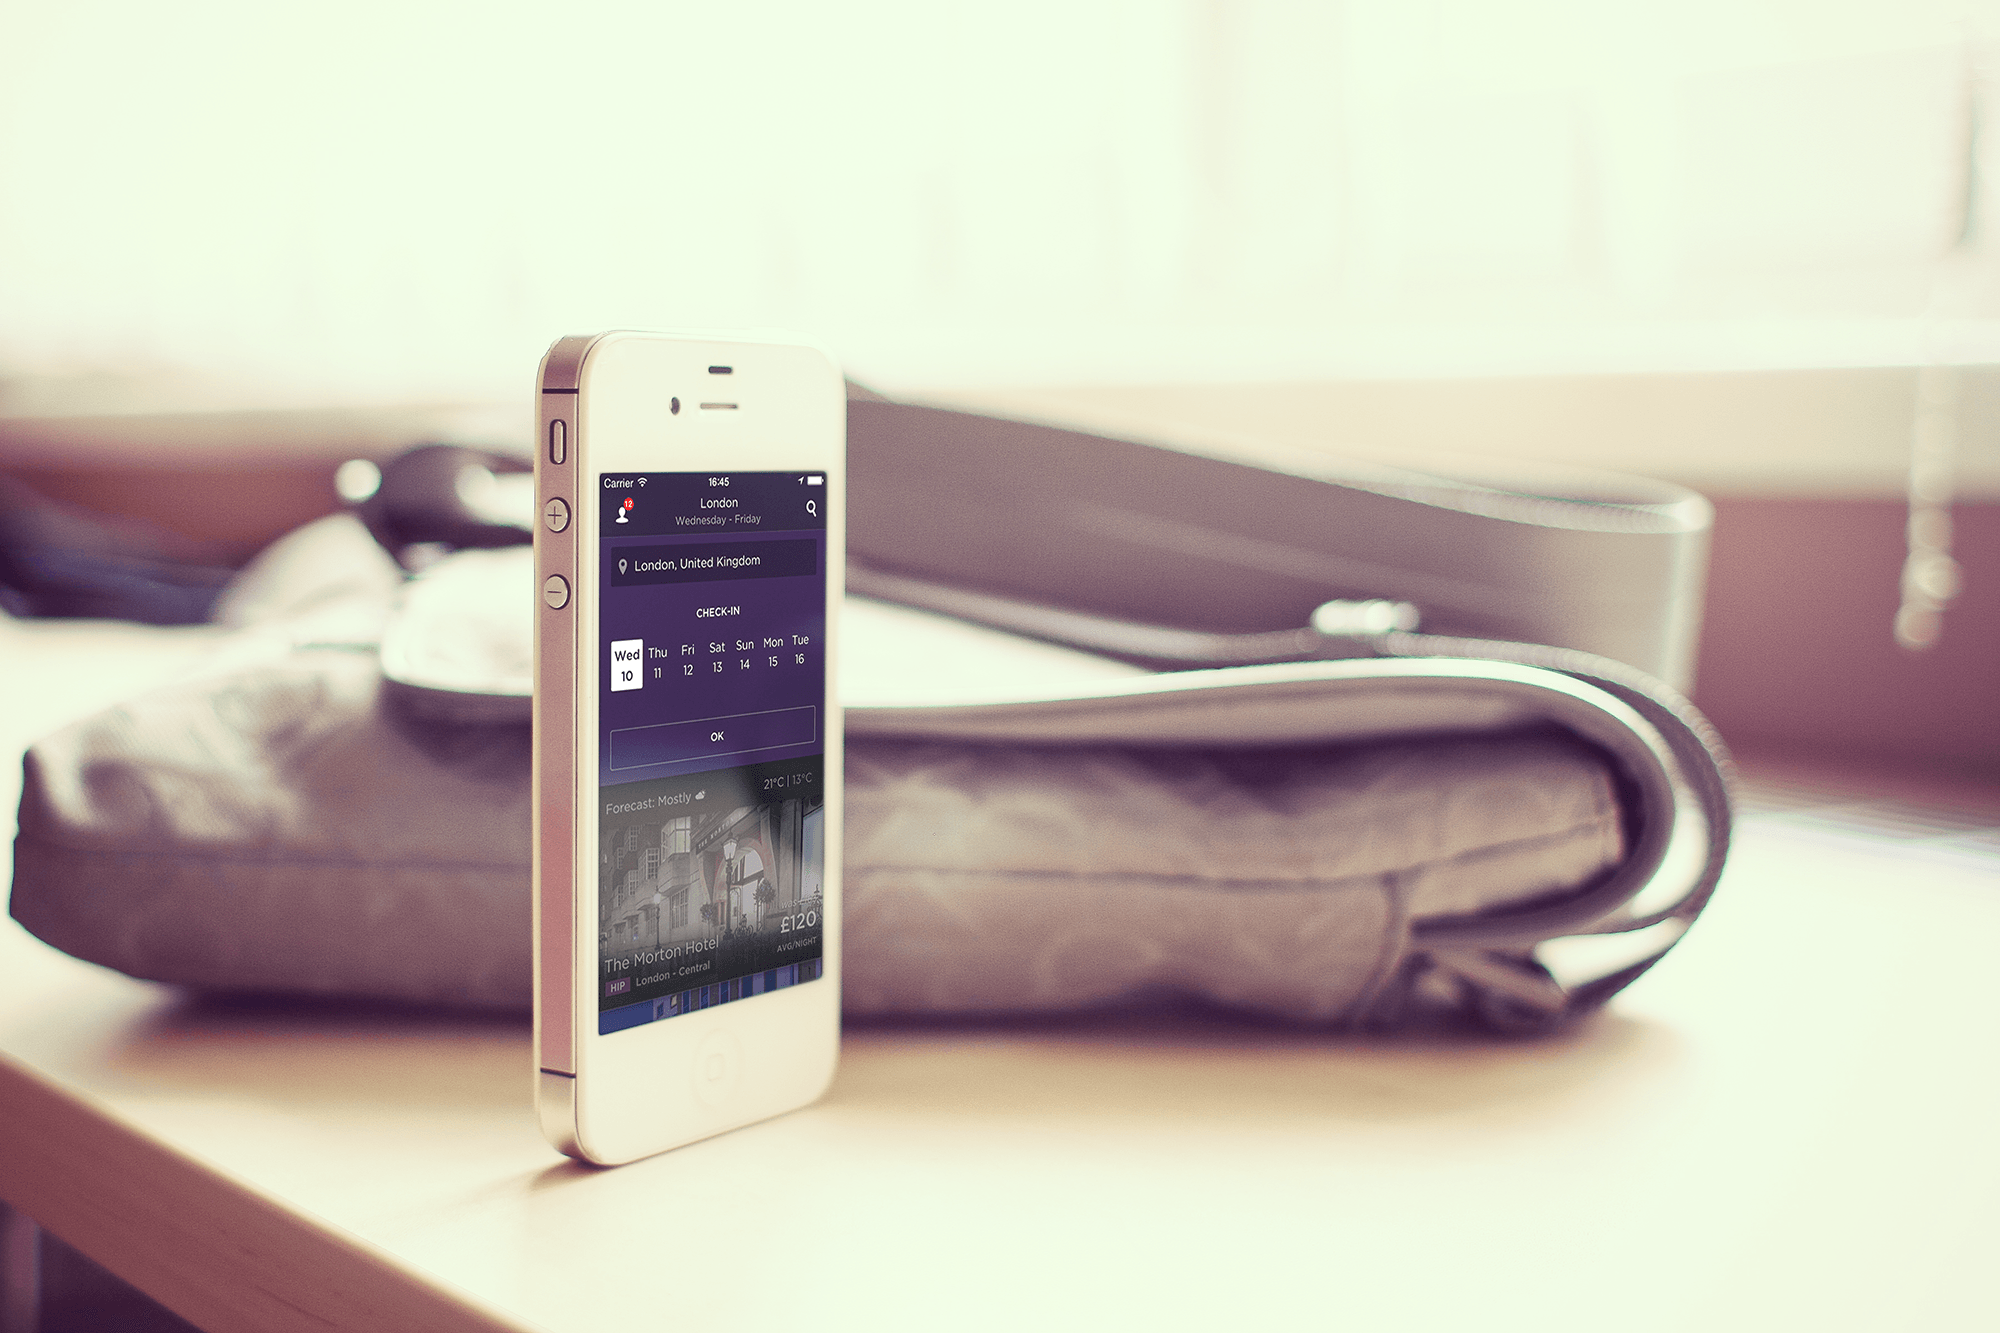 Carrier 16:45
12
London
Wednesday - Friday
London, United Kingdom
CHECK-IN
Wed Thu Fri Sat Sun Mon Tue
10 11 12 13 14 15 16
OK
21°C | 13°C
Forecast: Mostly
£120
AVG/NIGHT
The Morton Hotel
HIP London - Central